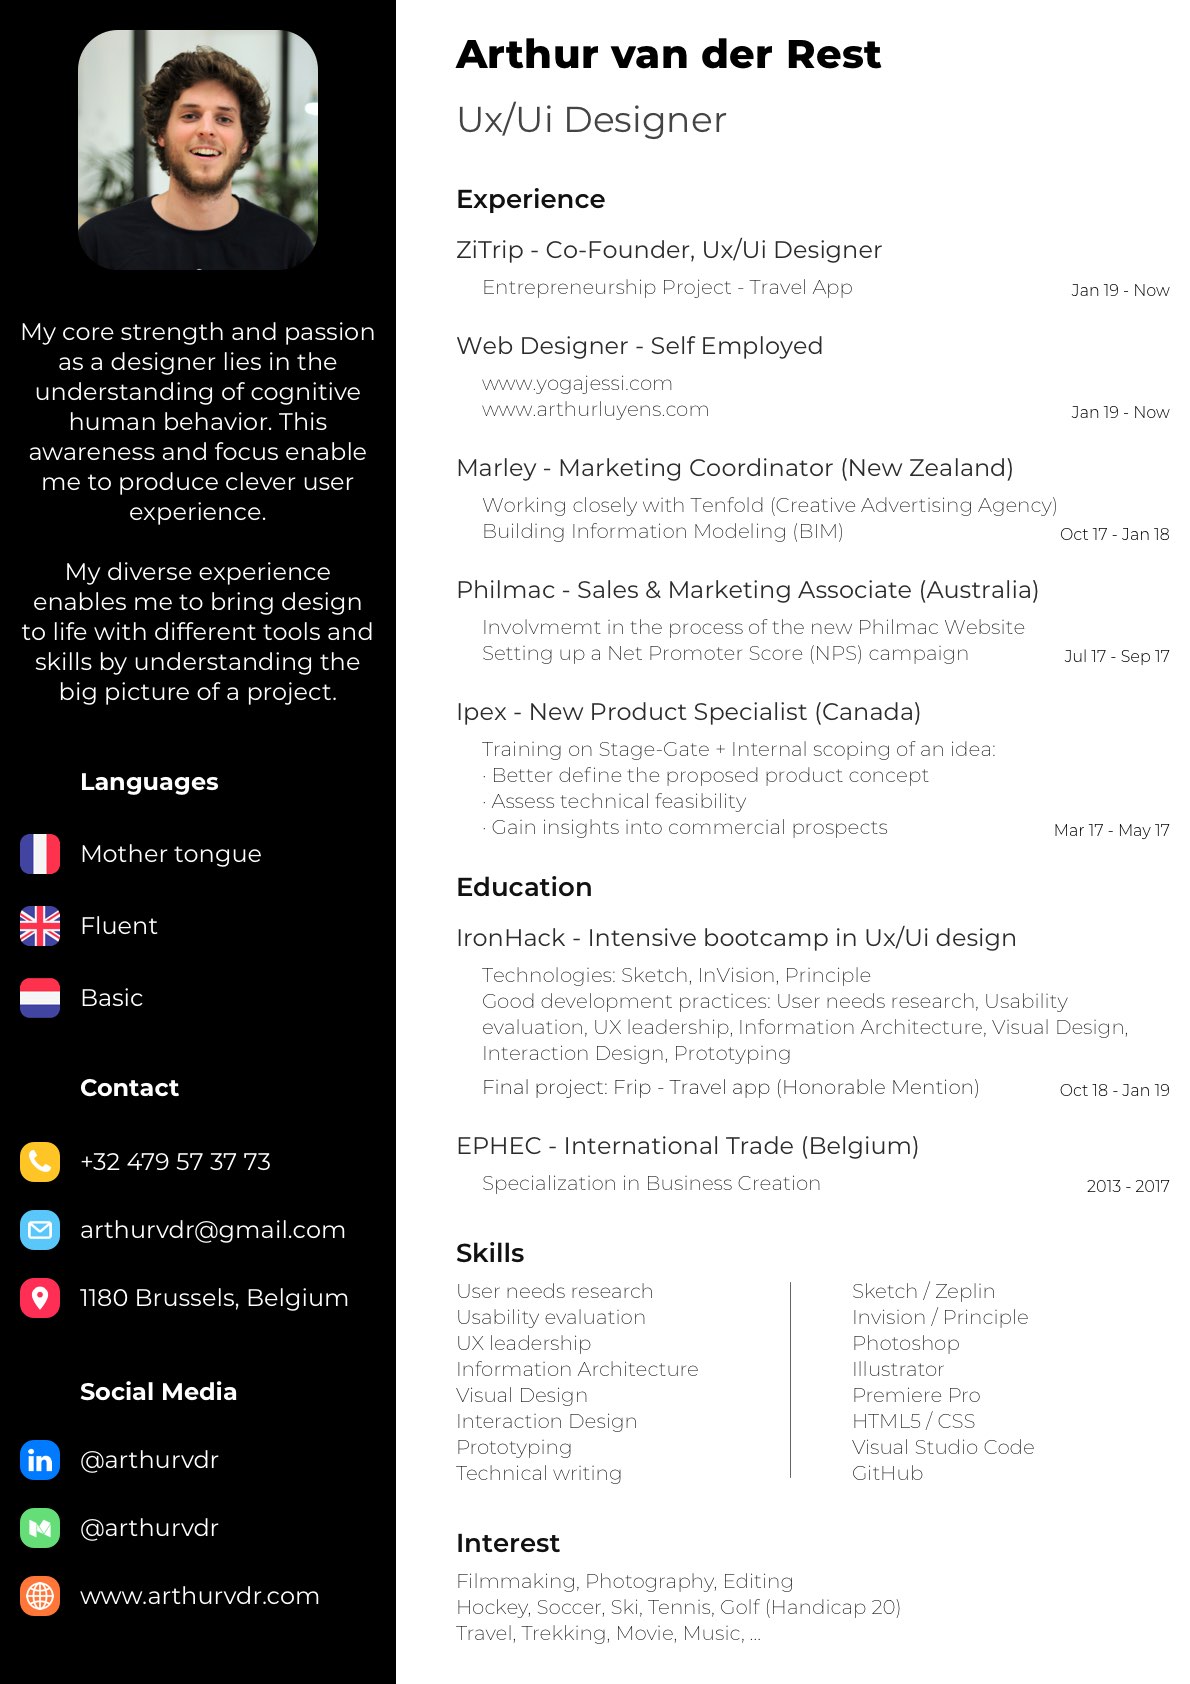 My core strength and passion
as a designer lies in the
understanding of cognitive
human behavior. This
awareness and focus enable
me to produce clever user
experience.
My diverse experience
enables me to bring design
to life with different tools and
skills by understanding the
big picture of a project.
Languages
Mother tongue
Fluent
Basic
Contact
+32 479 57 37 73
arthurvdr@gmail.com
1180 Brussels, Belgium
Social Media
in @arthurvdr
@arthurvdr
www.arthurvdr.com
Arthur van der Rest
Ux/Ui Designer
Experience
ZiTrip - Co-Founder, Ux/Ui Designer
Entrepreneurship Project - Travel App Jan 19 - Now
Web Designer - Self Employed
www.yogajessi.com
www.arthurluyens.com Jan 19 - Now
Marley - Marketing Coordinator (New Zealand)
Working closely with Tenfold (Creative Advertising Agency)
Building Information Modeling (BIM) Oct 17 - Jan 18
Philmac - Sales & Marketing Associate (Australia)
Involvmemt in the process of the new Philmac Website
Setting up a Net Promoter Score (NPS) campaign Jul 17 - Sep 17
Ipex - New Product Specialist (Canada)
Training on Stage-Gate + Internal scoping of an idea:
· Better define the proposed product concept
· Assess technical feasibility
· Gain insights into commercial prospects Mar 17 - May 17
Education
IronHack - Intensive bootcamp in Ux/Ui design
Technologies: Sketch, InVision, Principle
Good development practices: User needs research, Usability
evaluation, UX leadership, Information Architecture, Visual Design,
Interaction Design, Prototyping
Final project: Frip - Travel app (Honorable Mention) Oct 18 - Jan 19
EPHEC - International Trade (Belgium)
Specialization in Business Creation 2013 - 2017
Skills
User needs research
Usability evaluation
UX leadership
Information Architecture
Visual Design
Interaction Design
Prototyping
Technical writing
Sketch / Zeplin
Invision / Principle
Photoshop
Illustrator
Premiere Pro
HTML5 / CSS
Visual Studio Code
GitHub
Interest
Filmmaking, Photography, Editing
Hockey, Soccer, Ski, Tennis, Golf (Handicap 20)
Travel, Trekking, Movie, Music, ...